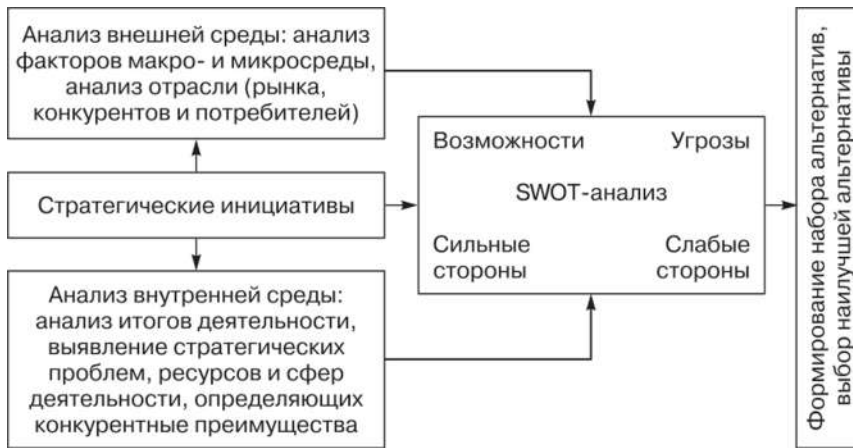 Анализ внешней среды: анализ
факторов макро- и микросреды,
анализ отрасли (рынка,
конкурентов и потребителей)
Стратегические инициативы
Анализ внутренней среды:
анализ итогов деятельности,
выявление стратегических
проблем, ресурсов и сфер
деятельности, определяющих
конкурентные преимущества
Возможности Угрозы
SWOT-анализ
Сильные Слабые
стороны стороны
Формирование набора альтернатив,
выбор наилучшей альтернативы